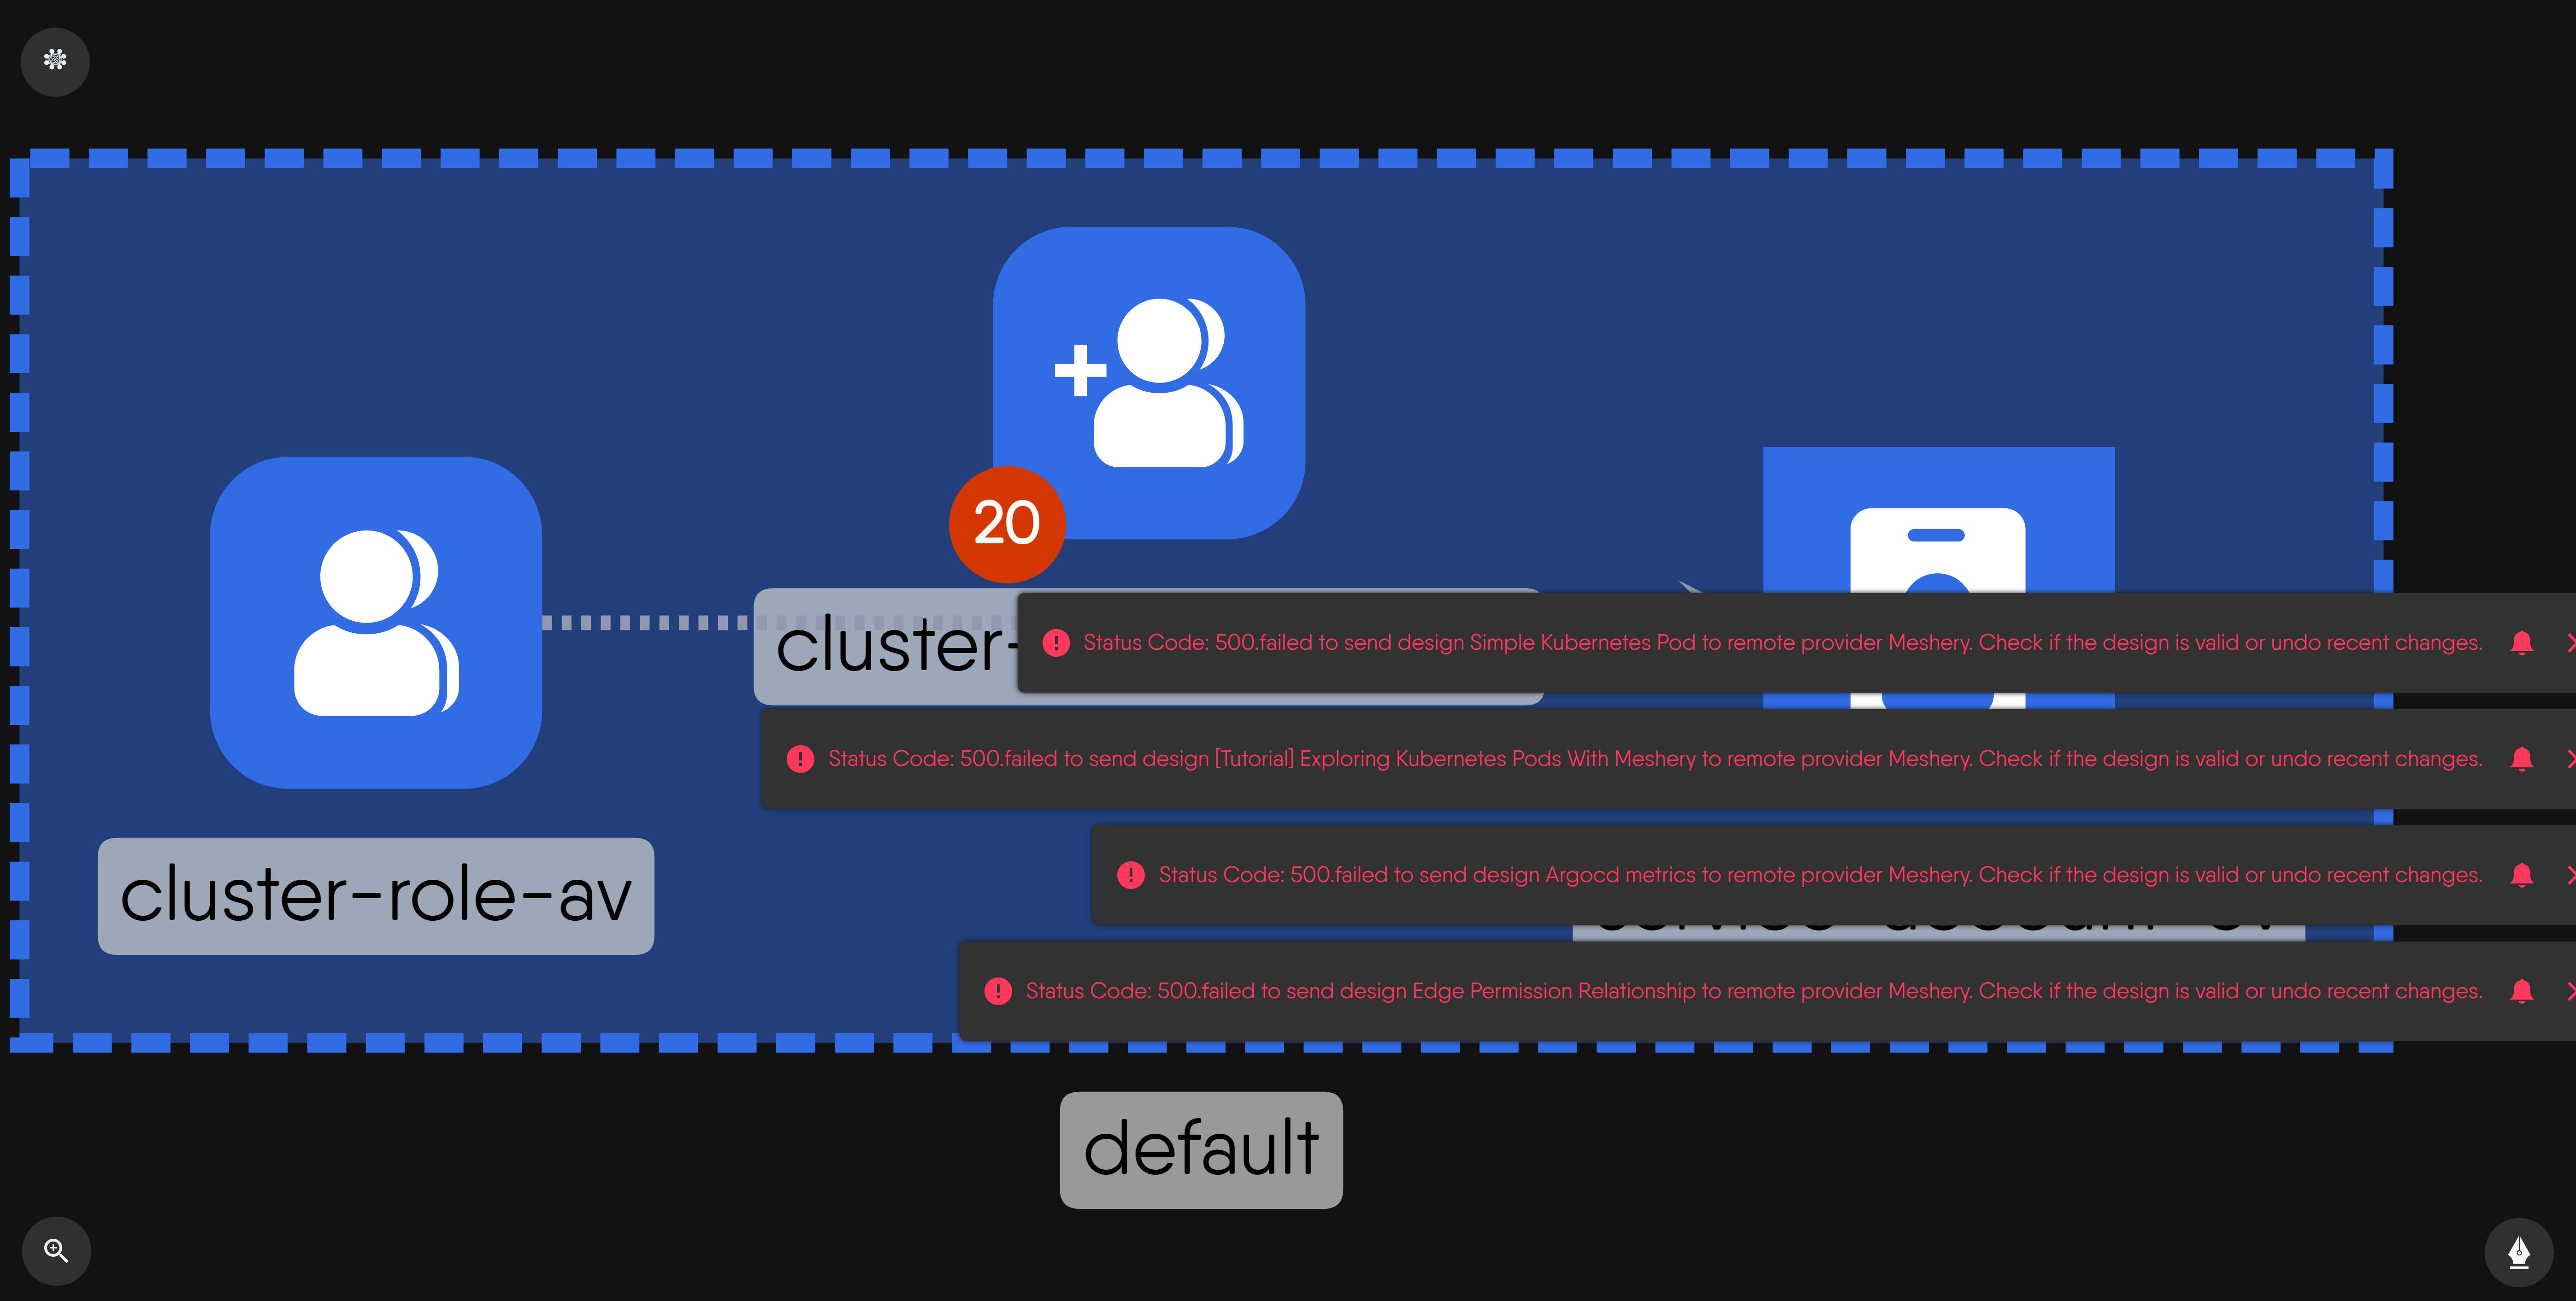 20
cluster-
Status Code: 500.failed to send design Simple Kubernetes Pod to remote provider Meshery. Check if the design is valid or undo recent changes.
Status Code: 500.failed to send design [Tutorial] Exploring Kubernetes Pods With Meshery to remote provider Meshery. Check if the design is valid or undo recent changes.
cluster-role-av
Status Code: 500.failed to send design Argocd metrics to remote provider Meshery. Check if the design is valid or undo recent changes.
Status Code: 500.failed to send design Edge Permission Relationship to remote provider Meshery. Check if the design is valid or undo recent changes.
default